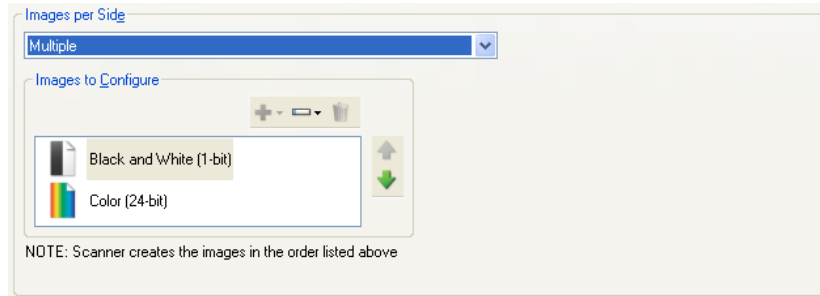 Images per Side
Multiple
Images to Configure
Black and White (1-bit)
Color (24-bit)
NOTE: Scanner creates the images in the order listed above